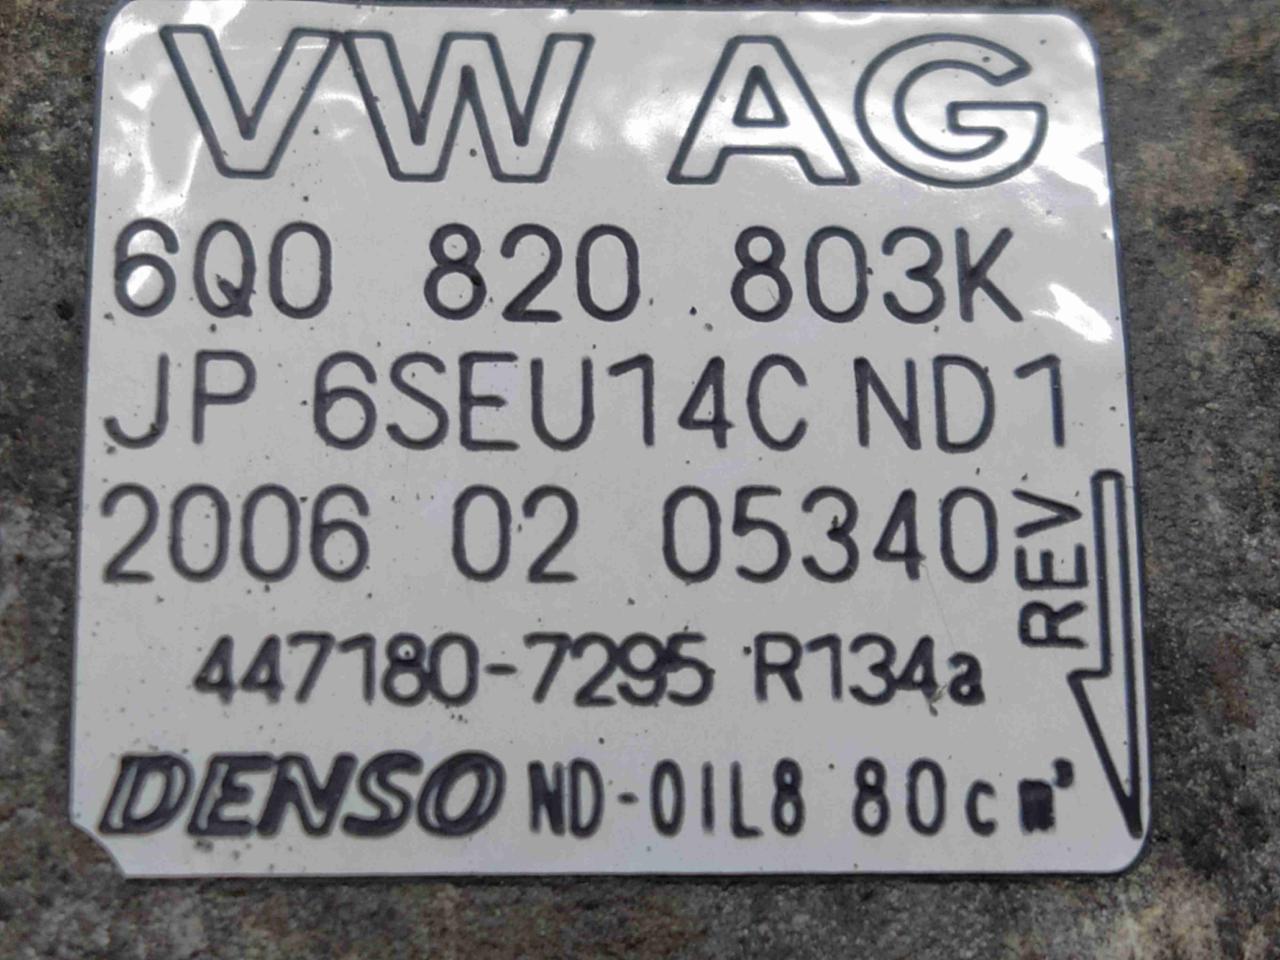 VW AG
6Q0 820 803K
JP 6SEU14C ND1
2006 02 05340
REV
447180-7295 R134a
DENSO ND-OIL8 80cm³